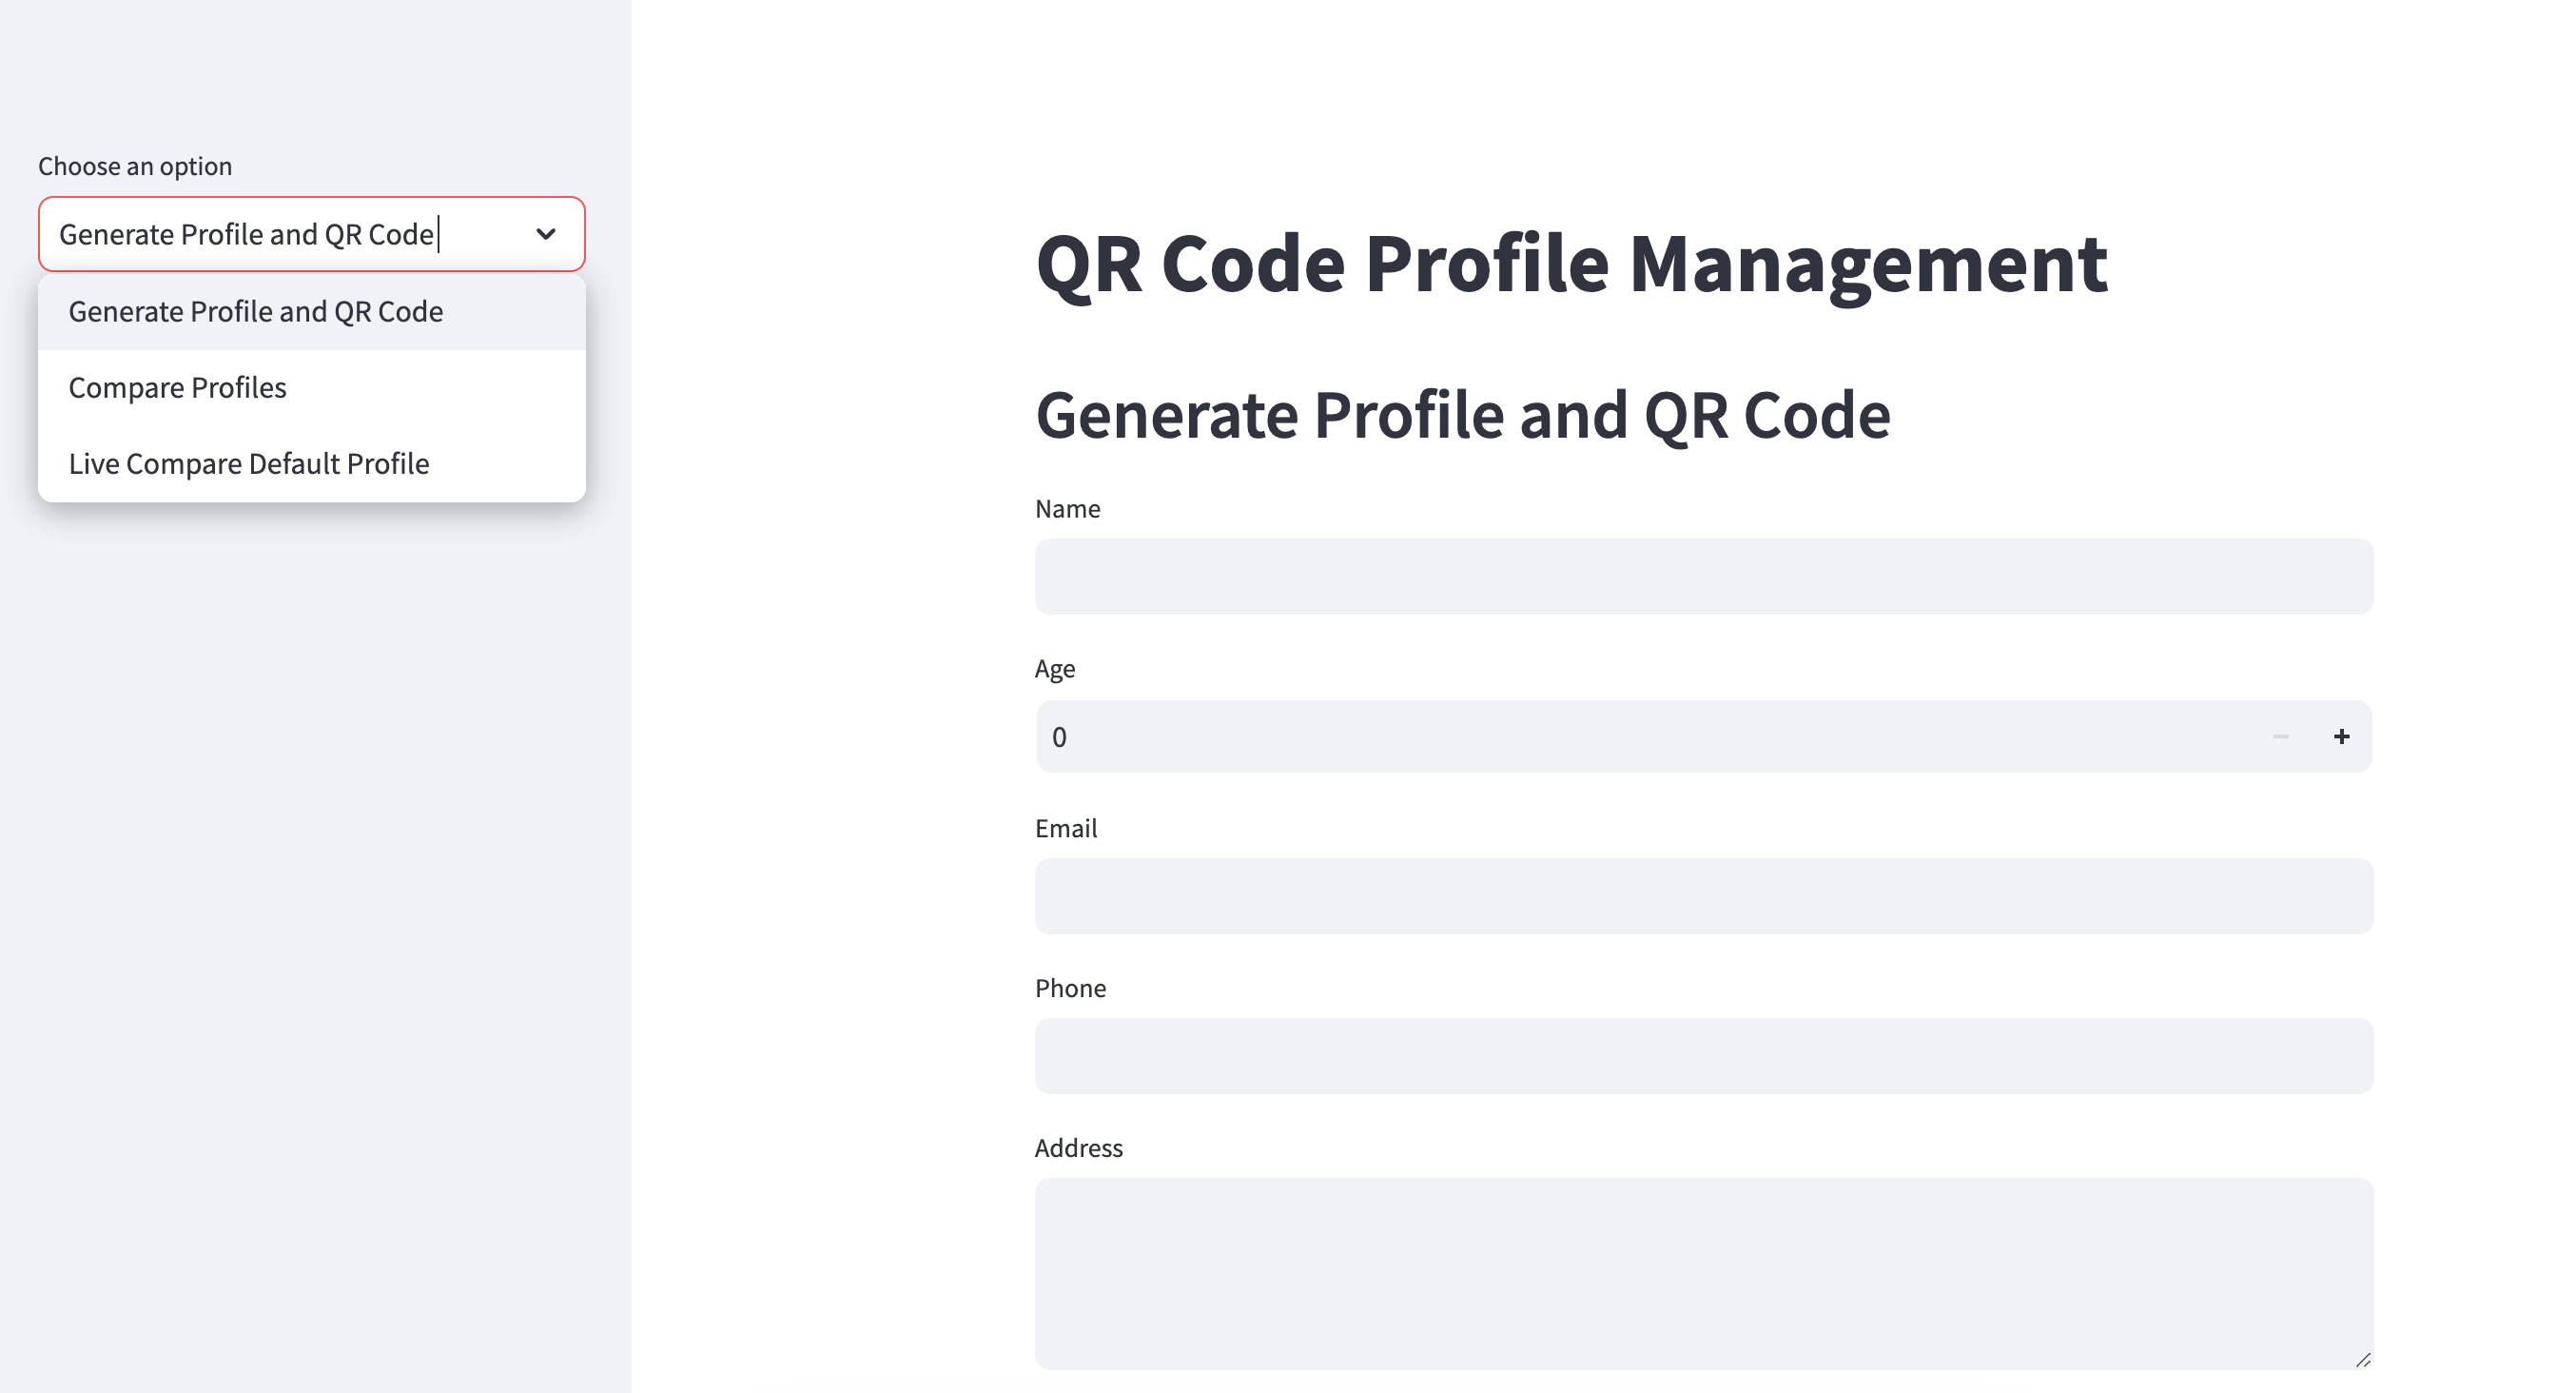 Choose an option
Generate Profile and QR Code
Generate Profile and QR Code
Compare Profiles
Live Compare Default Profile
QR Code Profile Management
Generate Profile and QR Code
Name
Age
0
Email
Phone
Address